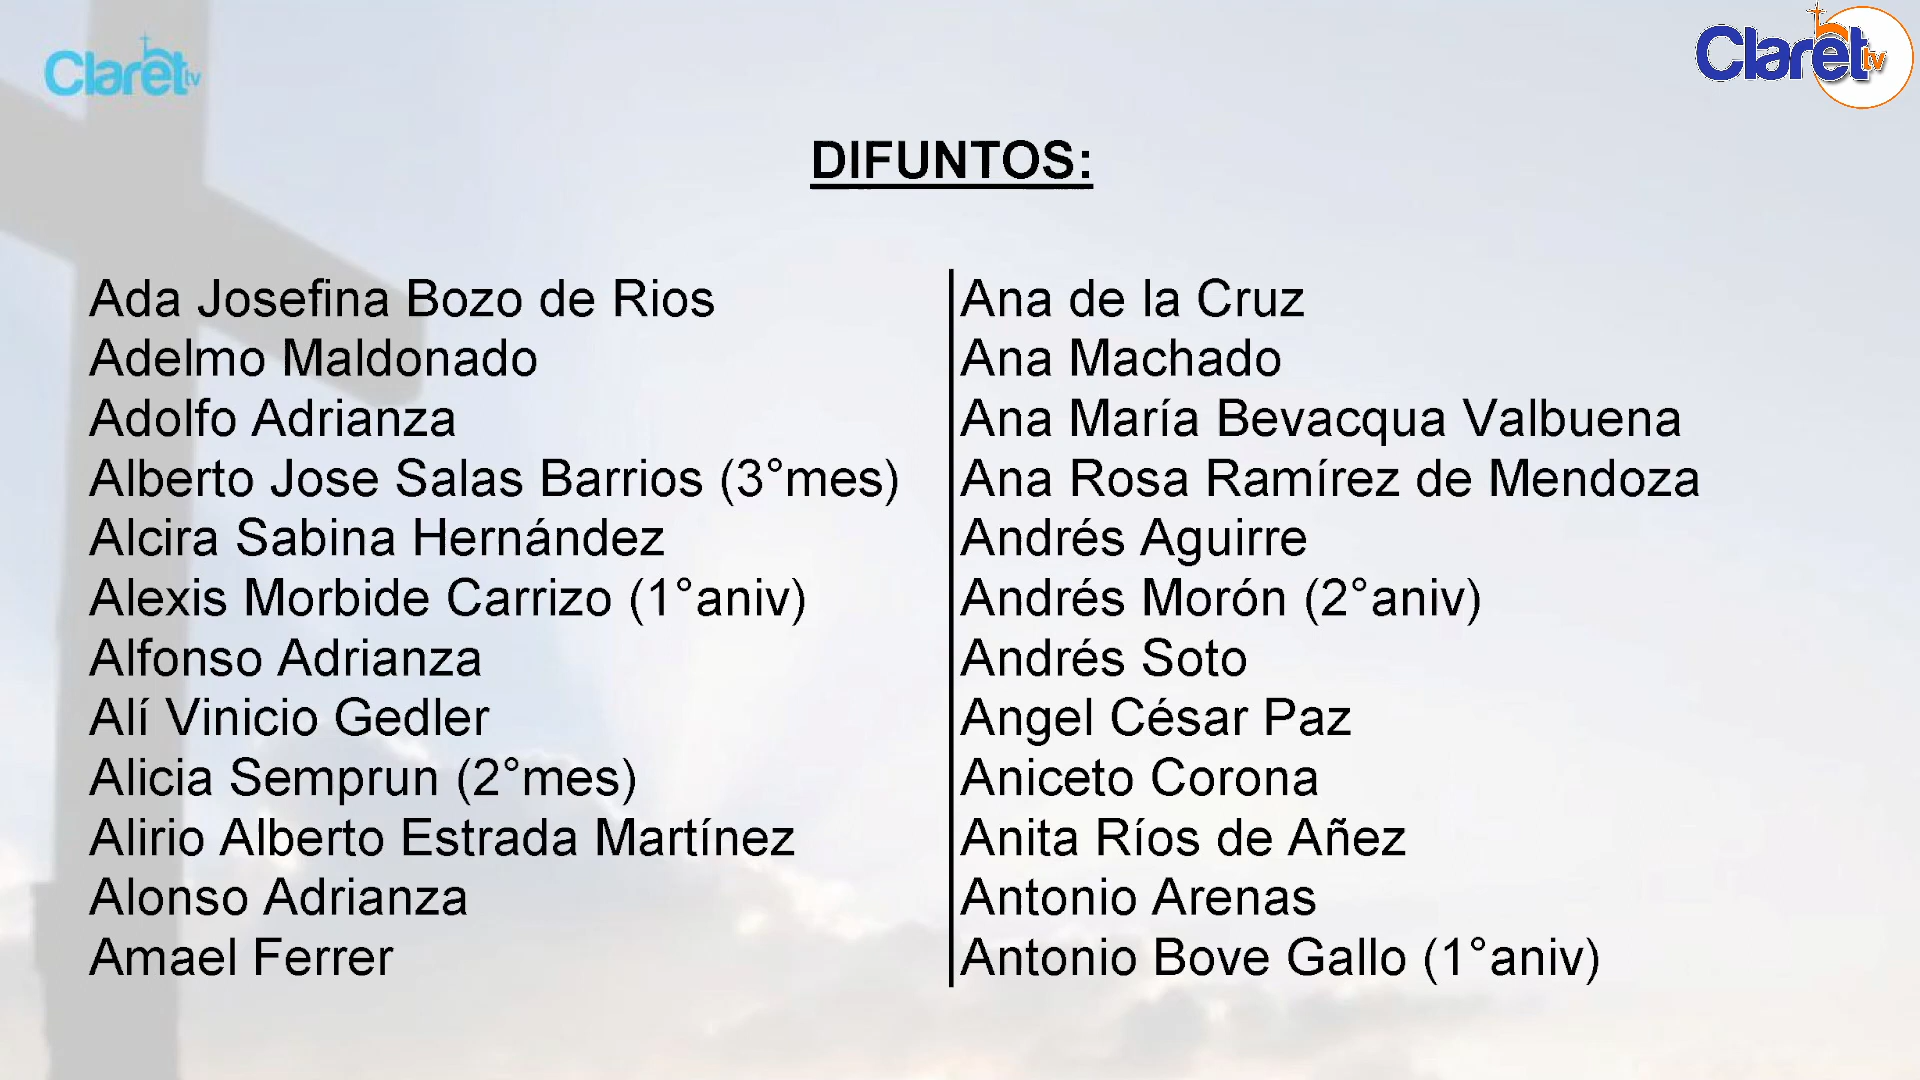 Claret tv
Claret tv
DIFUNTOS:
Ada Josefina Bozo de Rios
Adelmo Maldonado
Adolfo Adrianza
Alberto Jose Salas Barrios (3°mes)
Alcira Sabina Hernández
Alexis Morbide Carrizo (1°aniv)
Alfonso Adrianza
Alí Vinicio Gedler
Alicia Semprun (2°mes)
Alirio Alberto Estrada Martínez
Alonso Adrianza
Amael Ferrer
Ana de la Cruz
Ana Machado
Ana María Bevacqua Valbuena
Ana Rosa Ramírez de Mendoza
Andrés Aguirre
Andrés Morón (2°aniv)
Andrés Soto
Angel César Paz
Aniceto Corona
Anita Ríos de Añez
Antonio Arenas
Antonio Bove Gallo (1°aniv)